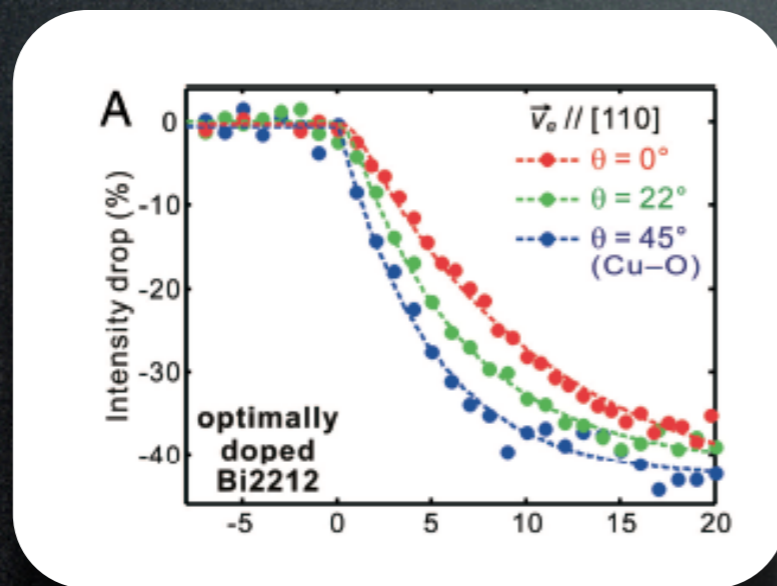 A
v⃗ₑ // [110]
θ = 0°
θ = 22°
θ = 45°
(Cu–O)
Intensity drop (%)
0
-10
-20
-30
-40
optimally
doped
Bi2212
-5 0 5 10 15 20